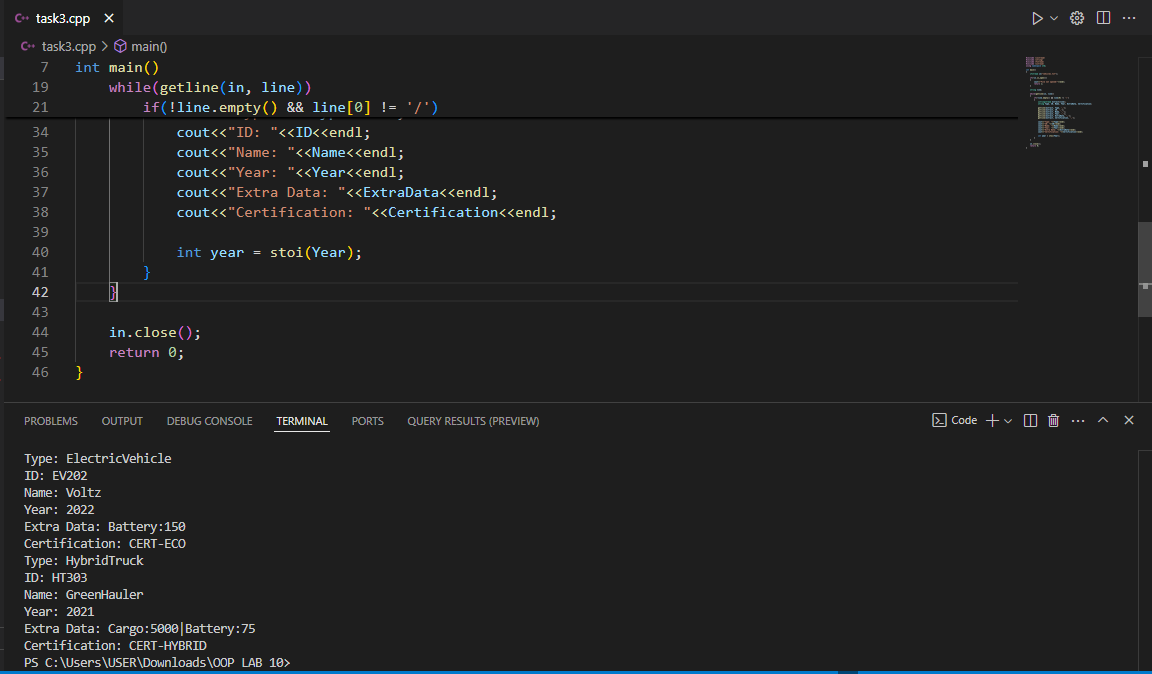 C++ task3.cpp
C++ task3.cpp > main()
7 int main()
19 while(getline(in, line))
21 if(!line.empty() && line[0] != '/')
34 cout<<"ID: "<<ID<<endl;
35 cout<<"Name: "<<Name<<endl;
36 cout<<"Year: "<<Year<<endl;
37 cout<<"Extra Data: "<<ExtraData<<endl;
38 cout<<"Certification: "<<Certification<<endl;
39
40 int year = stoi(Year);
41 }
42 }
43
44 in.close();
45 return 0;
46 }
PROBLEMS OUTPUT DEBUG CONSOLE TERMINAL PORTS QUERY RESULTS (PREVIEW) Code
Type: ElectricVehicle
ID: EV202
Name: Voltz
Year: 2022
Extra Data: Battery:150
Certification: CERT-ECO
Type: HybridTruck
ID: HT303
Name: GreenHauler
Year: 2021
Extra Data: Cargo:5000|Battery:75
Certification: CERT-HYBRID
PS C:\Users\USER\Downloads\OOP LAB 10>